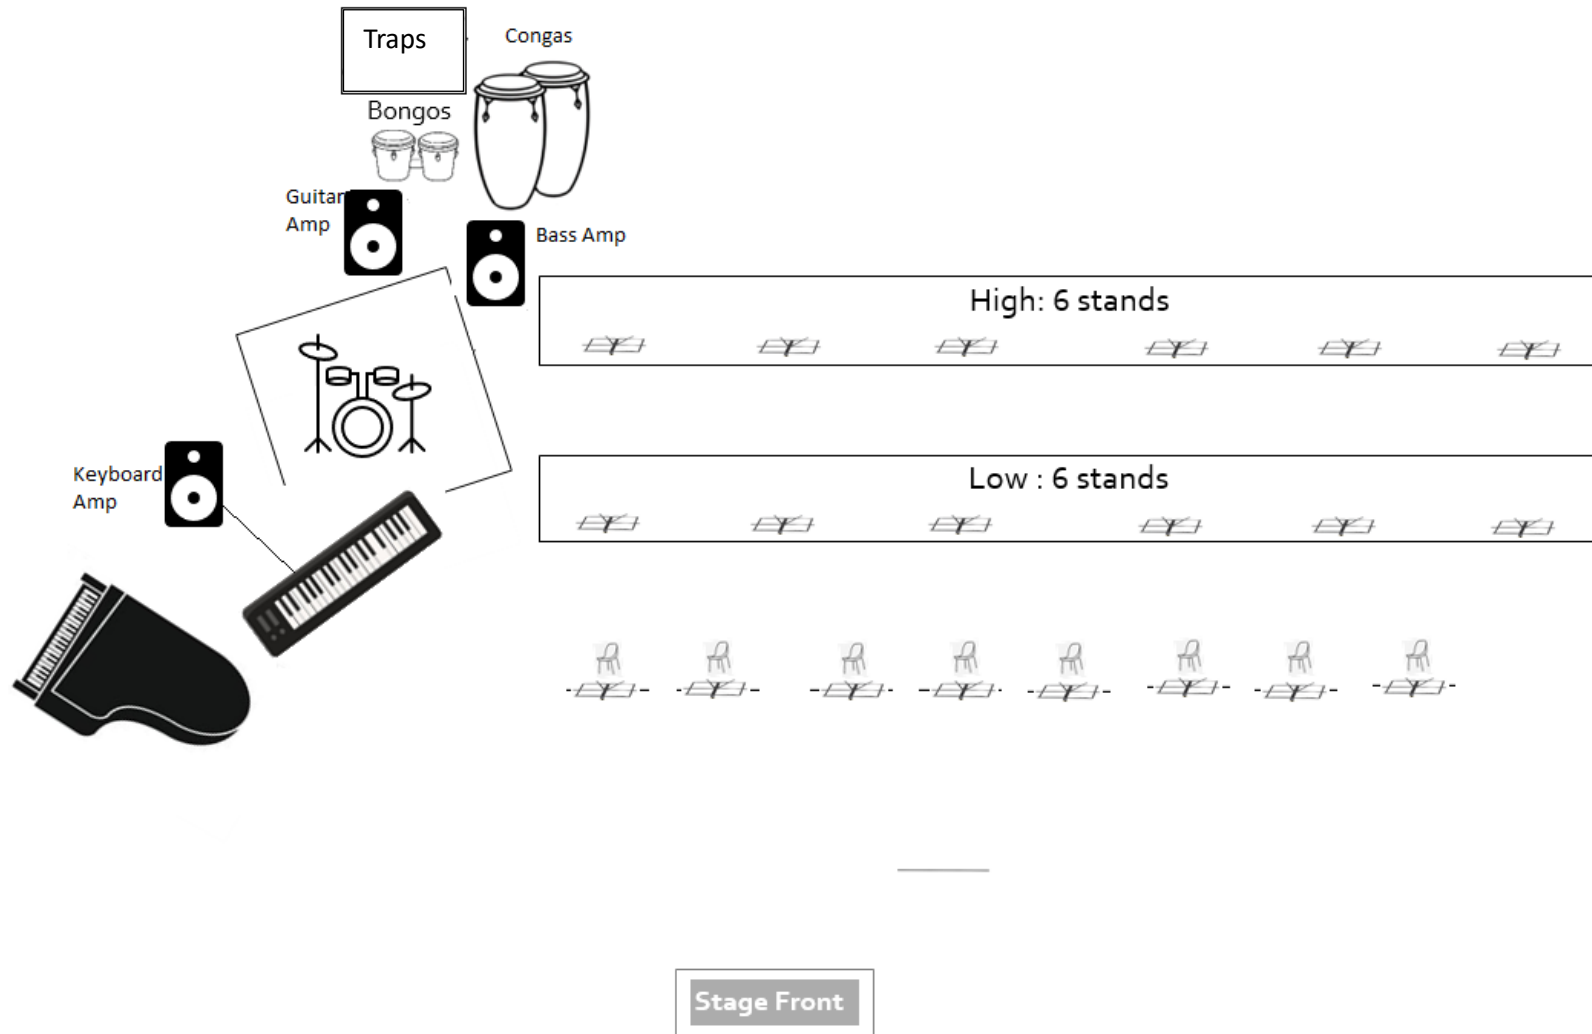 Traps
Congas
Bongos
Guitar
Amp
Bass Amp
High: 6 stands
Keyboard
Amp
Low : 6 stands
Stage Front